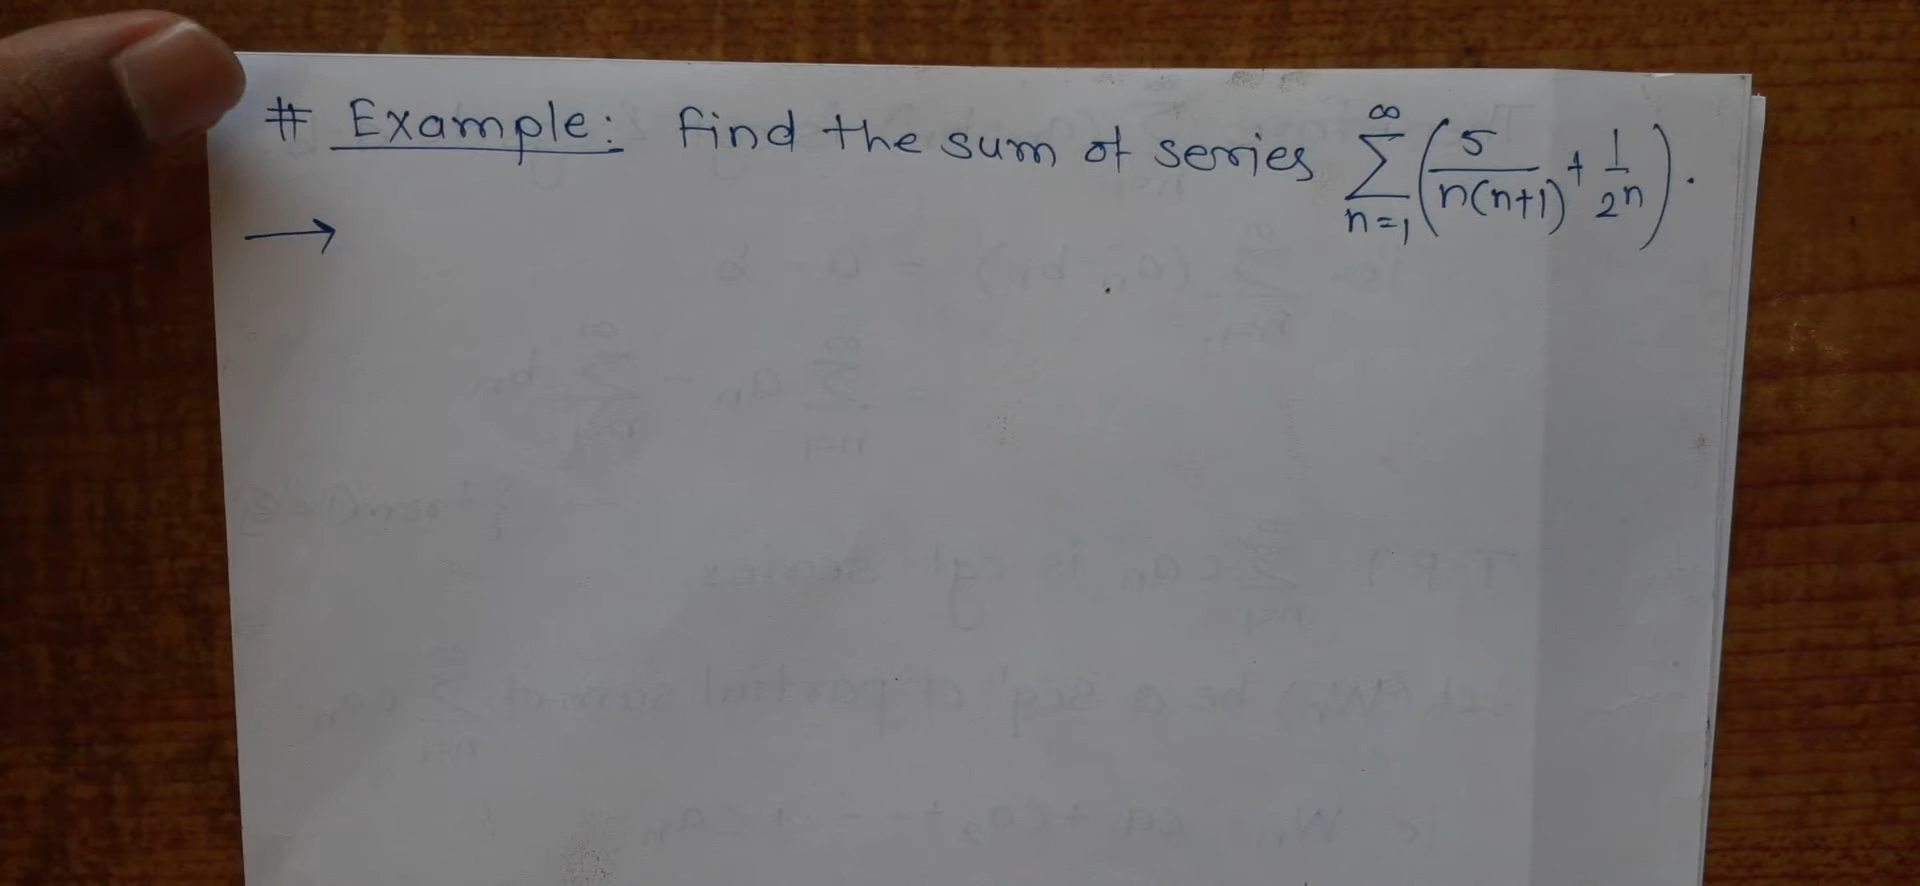 # Example: Find the sum of series ∞∑n=1 (5/n(n+1) + 1/2^n).
→